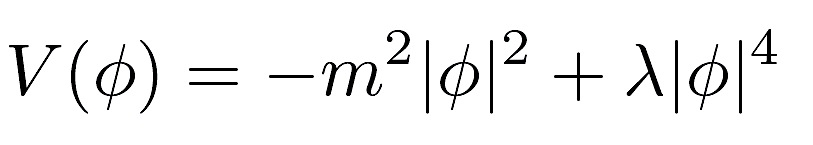 V(ϕ) = −m²|ϕ|² + λ|ϕ|⁴